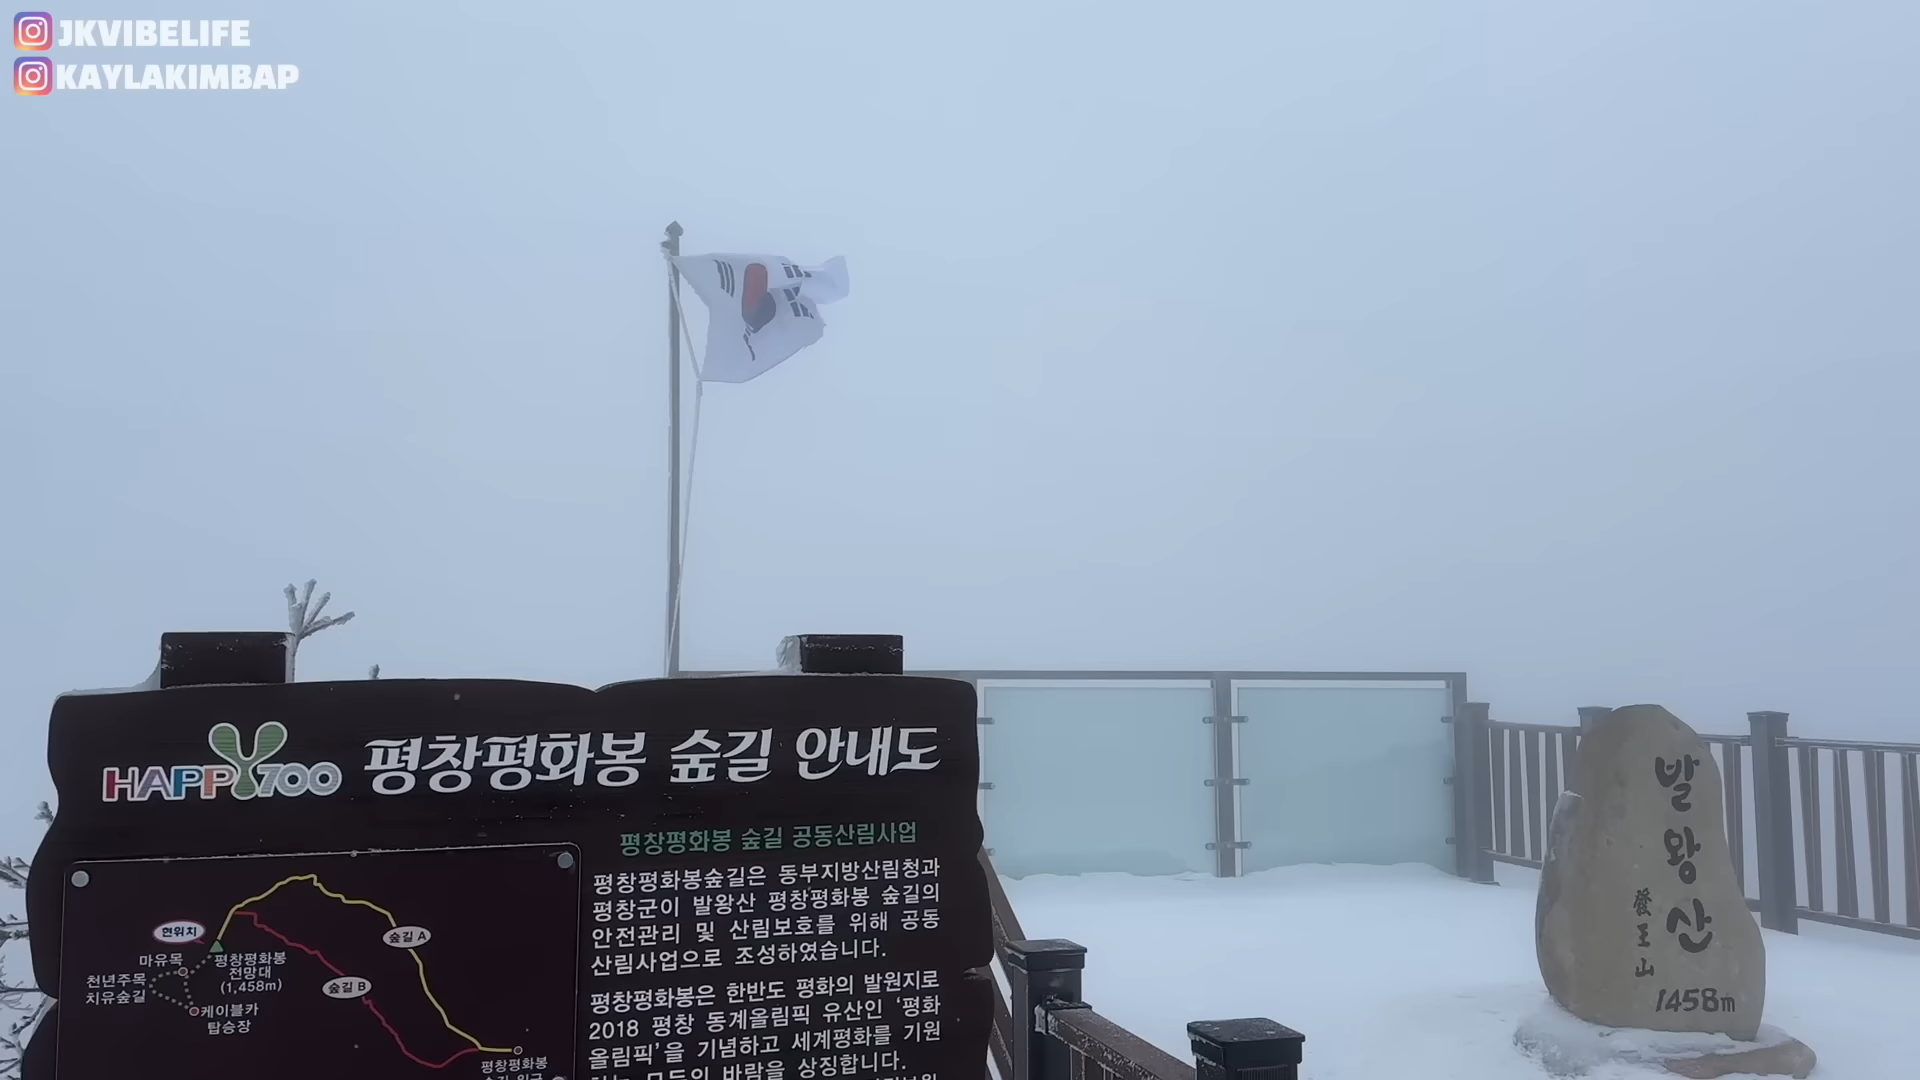 JKVIBELIFE
KAYLAKIMBAP
HAPPY700
평창평화봉 숲길 안내도
평창평화봉 숲길 공동산림사업
평창평화봉숲길은 동부지방산림청과
평창군이 발왕산 평창평화봉 숲길의
안전관리 및 산림보호를 위해 공동
산림사업으로 조성하였습니다.
평창평화봉은 한반도 평화의 발원지로
2018 평창 동계올림픽 유산인 ‘평화
올림픽’을 기념하고 세계평화를 기원
모두의 바람을 상징합니다.
현위치
숲길 A
마유목
평창평화봉
전망대
(1,458m)
천년주목
치유숲길
숲길 B
케이블카
탑승장
평창평화봉
발왕산
發王山
1458m